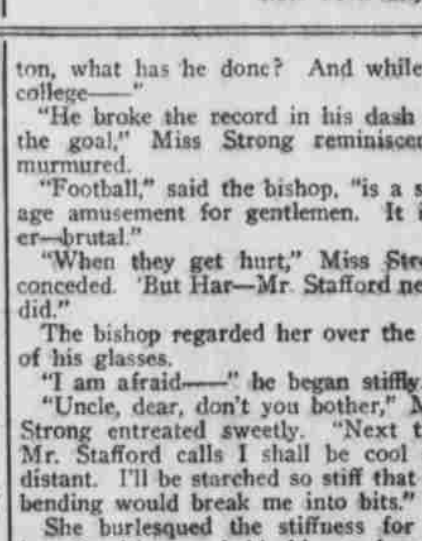 ton, what has he done? And while
college——"
"He broke the record in his dash
the goal," Miss Strong reminiscen
murmured.
"Football," said the bishop, "is a s
age amusement for gentlemen. It i
er—brutal."
"When they get hurt," Miss Stro
conceded. 'But Har—Mr. Stafford ne
did."
The bishop regarded her over the
of his glasses.
"I am afraid——" he began stiffly.
"Uncle, dear, don't you bother," M
Strong entreated sweetly. "Next t
Mr. Stafford calls I shall be cool
distant. I'll be starched so stiff that
bending would break me into bits."
She burlesqued the stiffness for